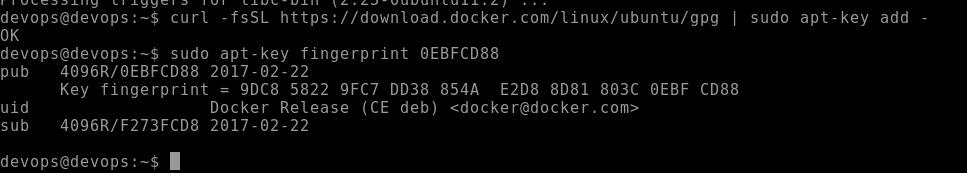 Processing triggers for libc-bin (2.23-0ubuntu11.2) ...
devops@devops:~$ curl -fsSL https://download.docker.com/linux/ubuntu/gpg | sudo apt-key add -
OK
devops@devops:~$ sudo apt-key fingerprint 0EBFCD88
pub   4096R/0EBFCD88 2017-02-22
      Key fingerprint = 9DC8 5822 9FC7 DD38 854A  E2D8 8D81 803C 0EBF CD88
uid                  Docker Release (CE deb) <docker@docker.com>
sub   4096R/F273FCD8 2017-02-22
devops@devops:~$